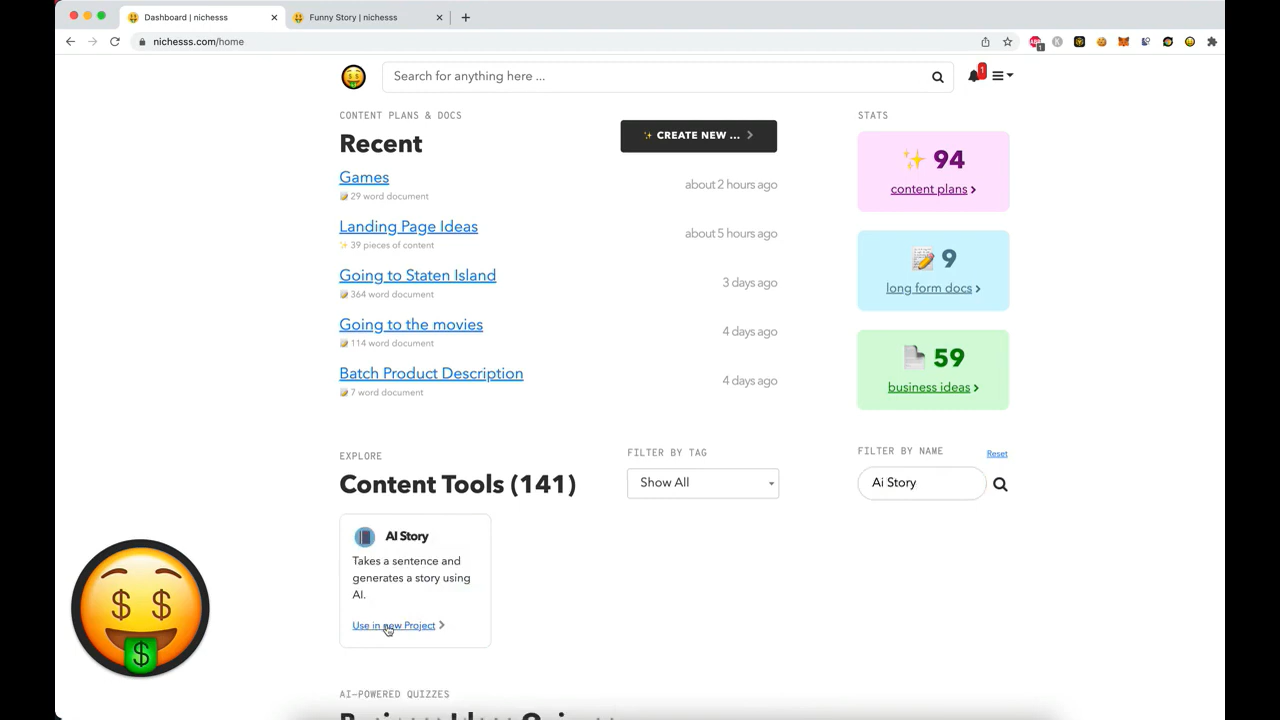 Dashboard | nichesss
Funny Story | nichesss
nichesss.com/home
Search for anything here ...
1
CONTENT PLANS & DOCS
Recent
✨ CREATE NEW ...
Games
about 2 hours ago
29 word document
Landing Page Ideas
about 5 hours ago
39 pieces of content
Going to Staten Island
3 days ago
364 word document
Going to the movies
4 days ago
114 word document
Batch Product Description
4 days ago
7 word document
STATS
94
content plans
9
long form docs
59
business ideas
EXPLORE
Content Tools (141)
FILTER BY TAG
Show All
FILTER BY NAME
Reset
Ai Story
AI Story
Takes a sentence and
generates a story using
AI.
Use in new Project
AI-POWERED QUIZZES
Business Ideas Quizzes